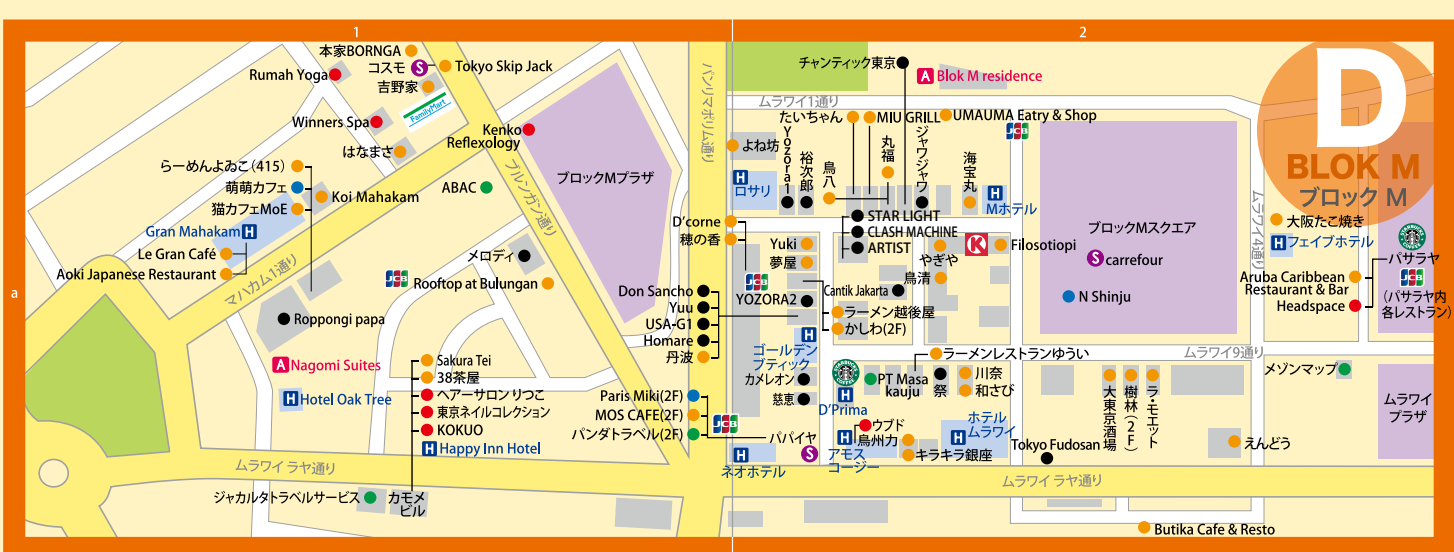 1
2
a
D
BLOK M
ブロック M
本家BORNGA
コスモ
S
Tokyo Skip Jack
吉野家
FamilyMart
Rumah Yoga
Winners Spa
はなまさ
Kenko
Reflexology
らーめんよゐこ(415)
萌萌カフェ
猫カフェMoE
Koi Mahakam
ABAC
Gran Mahakam
H
Le Gran Café
Aoki Japanese Restaurant
マハカム1通り
ブルンガン通り
ブロックMプラザ
パンリマポリム通り
メロディ
JCB
Rooftop at Bulungan
Roppongi papa
A
Nagomi Suites
H
Hotel Oak Tree
Sakura Tei
38茶屋
ヘアーサロン りつこ
東京ネイルコレクション
KOKUO
H
Happy Inn Hotel
ムラワイ ラヤ通り
ジャカルタトラベルサービス
カモメ
ビル
D'corne
穂の香
Don Sancho
Yuu
USA-G1
Homare
丹波
Paris Miki(2F)
MOS CAFE(2F)
パンダトラベル(2F)
JCB
パパイヤ
S
H
ネオホテル
チャンティック東京
A
Blok M residence
ムラワイ1通り
たいちゃん
MIU GRILL
UMAUMA Eatry & Shop
JCB
よね坊
H
ロサリ
Yozora1
裕次郎
鳥八
丸福
ジャワジャワ
海宝丸
H
Mホテル
STAR LIGHT
CLASH MACHINE
ARTIST
Yuki
夢屋
JCB
YOZORA2
やぎや
K
Filosotiopi
鳥清
Cantik Jakarta
ラーメン越後屋
かしわ(2F)
H
ゴールデン
ブティック
カメレオン
慈恵
ブロックMスクエア
S
carrefour
N Shinju
ムラワイ4通り
大阪たこ焼き
H
フェイブホテル
Aruba Caribbean
Restaurant & Bar
Headspace
パサラヤ
JCB
(パサラヤ内
各レストラン)
ムラワイ9通り
ラーメンレストランゆうい
PT Masa
kauju
祭
川奈
和さび
H
D'Prima
ウブド
H
アモス
コージー
鳥州力
キラキラ銀座
H
ホテル
ムラワイ
Tokyo Fudosan
大東京酒場
樹林(2F)
ラ・モエット
えんどう
メゾンマップ
ムラワイ
プラザ
ムラワイ ラヤ通り
Butika Cafe & Resto